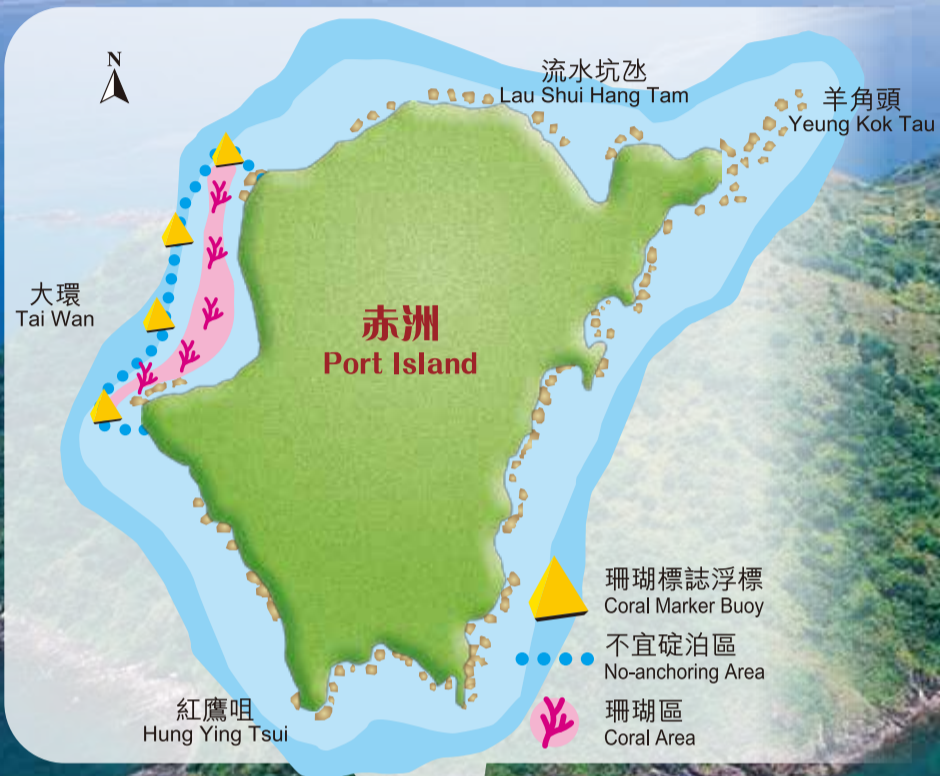 N
流水坑氹
Lau Shui Hang Tam
羊角頭
Yeung Kok Tau
大環
Tai Wan
赤洲
Port Island
珊瑚標誌浮標
Coral Marker Buoy
不宜碇泊區
No-anchoring Area
珊瑚區
Coral Area
紅鷹咀
Hung Ying Tsui